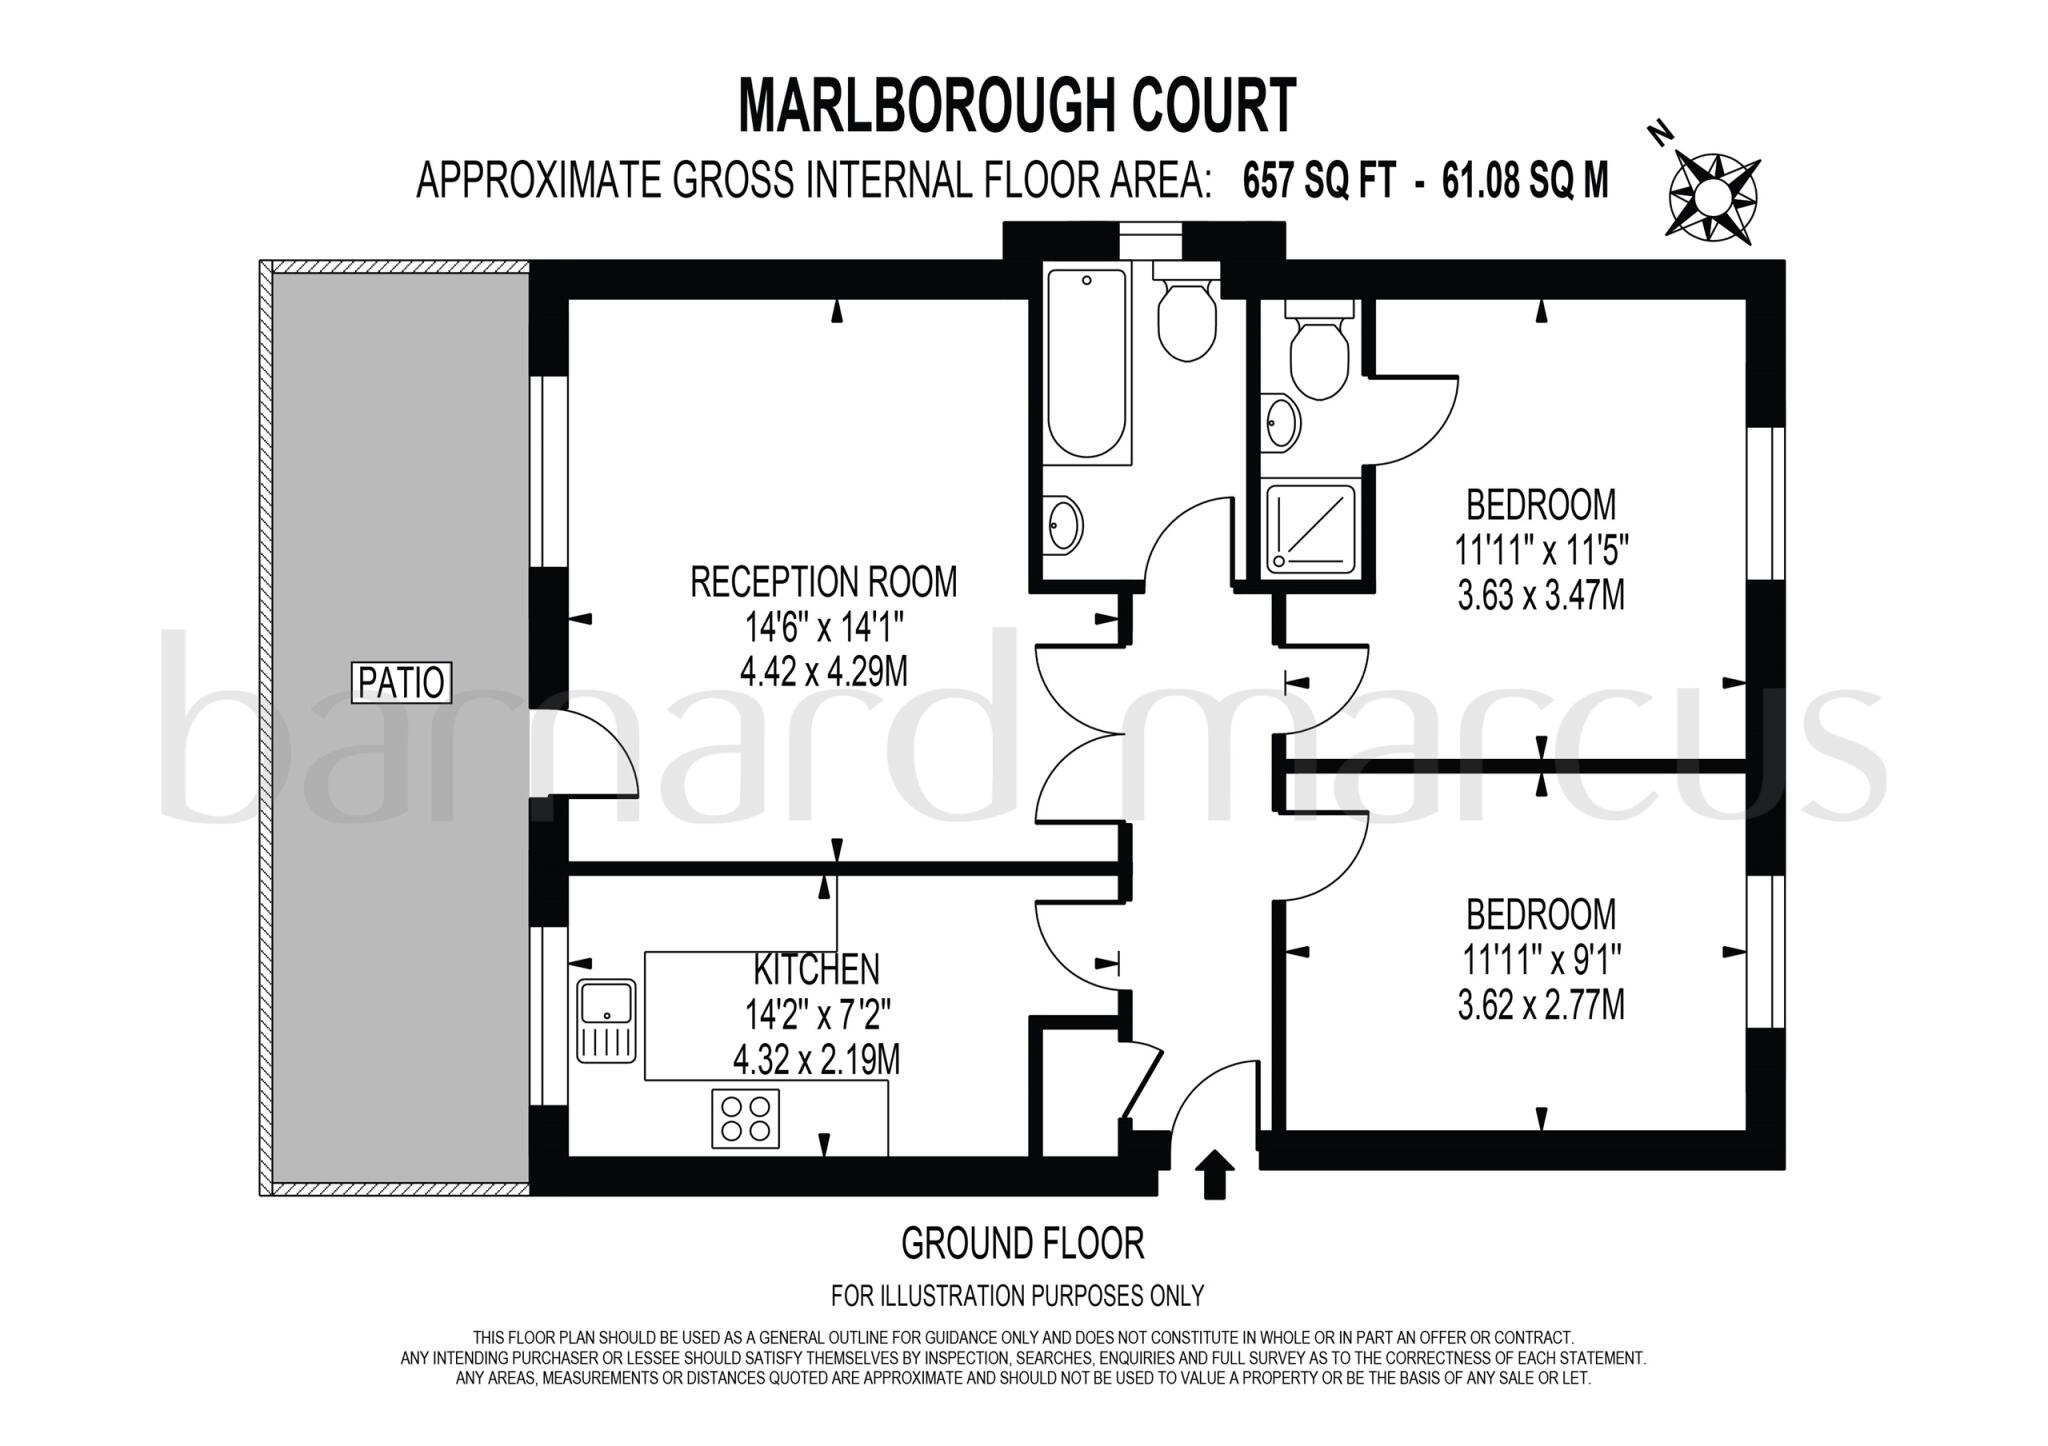 MARLBOROUGH COURT
APPROXIMATE GROSS INTERNAL FLOOR AREA: 657 SQ FT - 61.08 SQ M
N
BEDROOM
11'11" x 11'5"
3.63 x 3.47M
RECEPTION ROOM
14'6" x 14'1"
4.42 x 4.29M
PATIO
barnard marcus
BEDROOM
11'11" x 9'1"
3.62 x 2.77M
KITCHEN
14'2" x 7'2"
4.32 x 2.19M
GROUND FLOOR
FOR ILLUSTRATION PURPOSES ONLY
THIS FLOOR PLAN SHOULD BE USED AS A GENERAL OUTLINE FOR GUIDANCE ONLY AND DOES NOT CONSTITUTE IN WHOLE OR IN PART AN OFFER OR CONTRACT.
ANY INTENDING PURCHASER OR LESSEE SHOULD SATISFY THEMSELVES BY INSPECTION, SEARCHES, ENQUIRIES AND FULL SURVEY AS TO THE CORRECTNESS OF EACH STATEMENT.
ANY AREAS, MEASUREMENTS OR DISTANCES QUOTED ARE APPROXIMATE AND SHOULD NOT BE USED TO VALUE A PROPERTY OR BE THE BASIS OF ANY SALE OR LET.